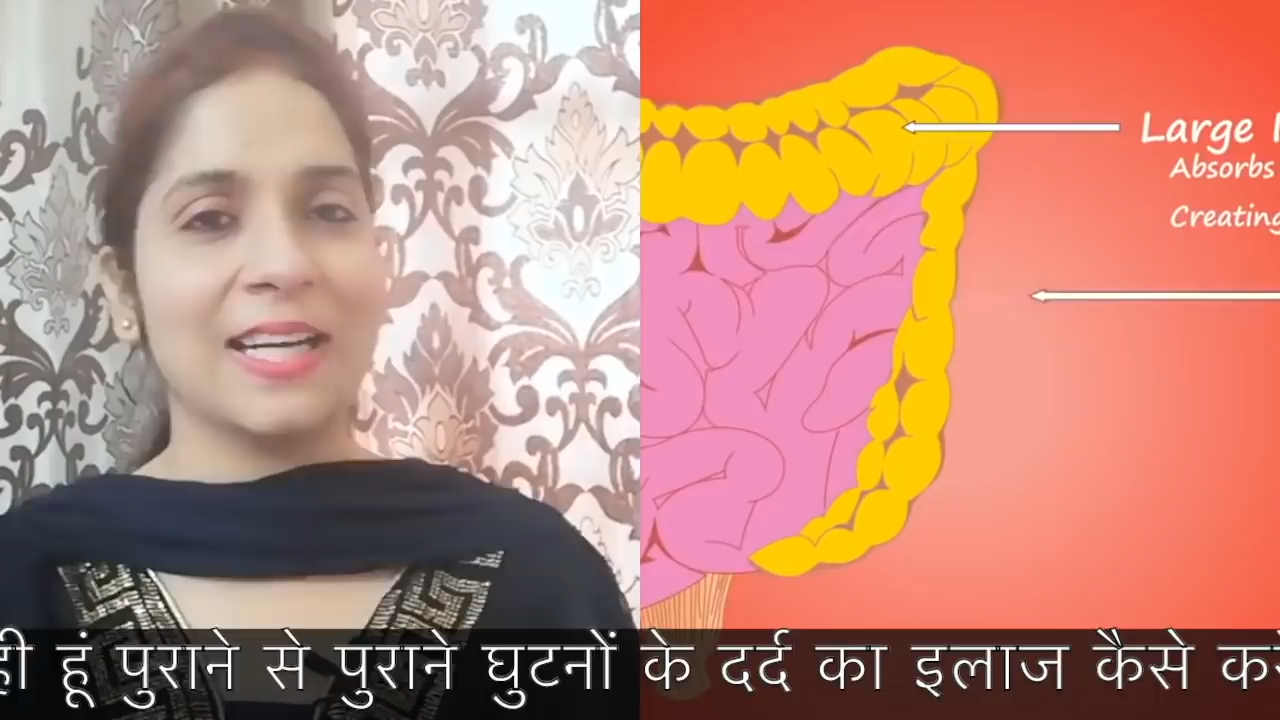 Large
Absorbs
Creating
हूं पुराने से पुराने घुटनों के दर्द का इलाज कैसे